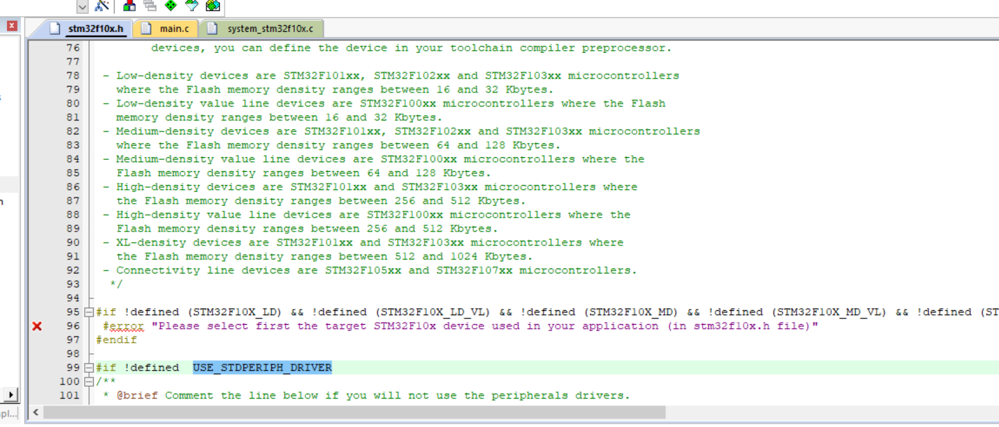 stm32f10x.h main.c system_stm32f10x.c
76 devices, you can define the device in your toolchain compiler preprocessor.
77
78 - Low-density devices are STM32F101xx, STM32F102xx and STM32F103xx microcontrollers
79 where the Flash memory density ranges between 16 and 32 Kbytes.
80 - Low-density value line devices are STM32F100xx microcontrollers where the Flash
81 memory density ranges between 16 and 32 Kbytes.
82 - Medium-density devices are STM32F101xx, STM32F102xx and STM32F103xx microcontrollers
83 where the Flash memory density ranges between 64 and 128 Kbytes.
84 - Medium-density value line devices are STM32F100xx microcontrollers where the
85 Flash memory density ranges between 64 and 128 Kbytes.
86 - High-density devices are STM32F101xx and STM32F103xx microcontrollers where
87 the Flash memory density ranges between 256 and 512 Kbytes.
88 - High-density value line devices are STM32F100xx microcontrollers where the
89 Flash memory density ranges between 256 and 512 Kbytes.
90 - XL-density devices are STM32F101xx and STM32F103xx microcontrollers where
91 the Flash memory density ranges between 512 and 1024 Kbytes.
92 - Connectivity line devices are STM32F105xx and STM32F107xx microcontrollers.
93 */
94
95 #if !defined (STM32F10X_LD) && !defined (STM32F10X_LD_VL) && !defined (STM32F10X_MD) && !defined (STM32F10X_MD_VL) && !defined (ST
96 #error "Please select first the target STM32F10x device used in your application (in stm32f10x.h file)"
97 #endif
98
99 #if !defined  USE_STDPERIPH_DRIVER
100 /**
101 * @brief Comment the line below if you will not use the peripherals drivers.